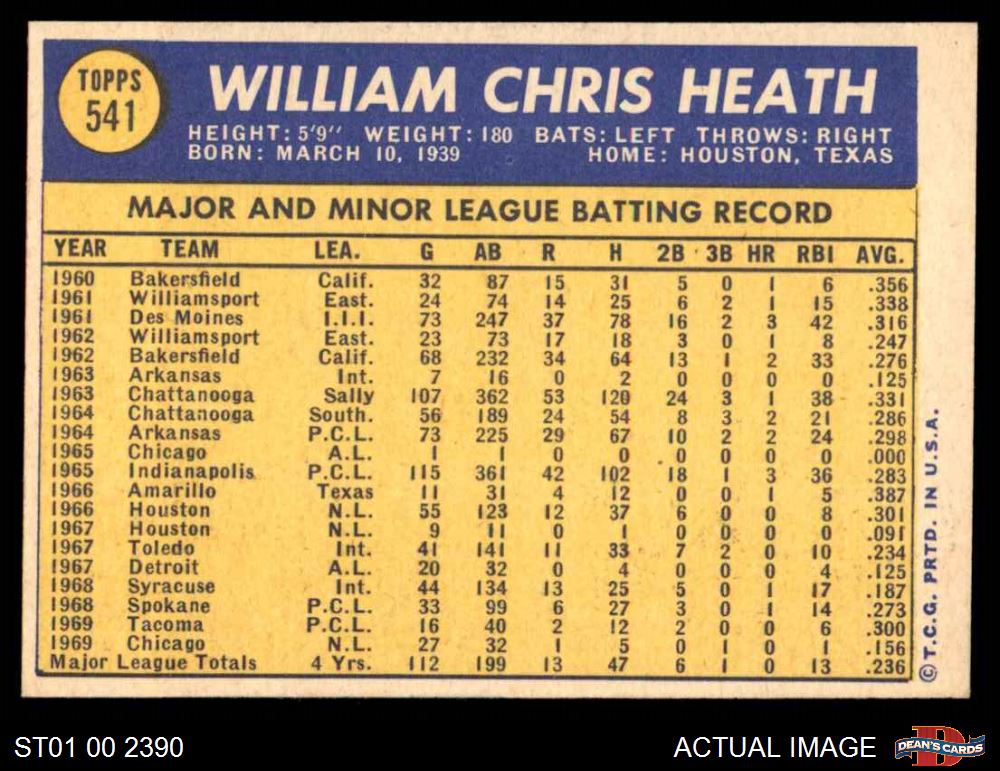 TOPPS
541
WILLIAM CHRIS HEATH
HEIGHT: 5'9" WEIGHT: 180 BATS: LEFT THROWS: RIGHT
BORN: MARCH 10, 1939 HOME: HOUSTON, TEXAS
MAJOR AND MINOR LEAGUE BATTING RECORD
YEAR TEAM LEA. G AB R H 2B 3B HR RBI AVG.
1960 Bakersfield Calif. 32 87 15 31 5 0 1 6 .356
1961 Williamsport East. 24 74 14 25 6 2 1 15 .338
1961 Des Moines I.I.I. 73 247 37 78 16 2 3 42 .316
1962 Williamsport East. 23 73 17 18 3 0 1 8 .247
1962 Bakersfield Calif. 68 232 34 64 13 1 2 33 .276
1963 Arkansas Int. 7 16 0 2 0 0 0 0 .125
1963 Chattanooga Sally 107 362 53 120 24 3 1 38 .331
1964 Chattanooga South. 56 189 24 54 8 3 2 21 .286
1964 Arkansas P.C.L. 73 225 29 67 10 2 2 24 .298
1965 Chicago A.L. 1 1 0 0 0 0 0 0 .000
1965 Indianapolis P.C.L. 115 361 42 102 18 1 3 36 .283
1966 Amarillo Texas 11 31 4 12 0 0 1 5 .387
1966 Houston N.L. 55 123 12 37 6 0 0 8 .301
1967 Houston N.L. 9 11 0 1 0 0 0 0 .091
1967 Toledo Int. 41 141 11 33 7 2 0 10 .234
1967 Detroit A.L. 20 32 0 4 0 0 0 4 .125
1968 Syracuse Int. 44 134 13 25 5 0 1 17 .187
1968 Spokane P.C.L. 33 99 6 27 3 0 1 14 .273
1969 Tacoma P.C.L. 16 40 2 12 2 0 0 6 .300
1969 Chicago N.L. 27 32 1 5 0 1 0 1 .156
Major League Totals 4 Yrs. 112 199 13 47 6 1 0 13 .236
©T.C.G. PRTD. IN U.S.A.
ST01 00 2390
ACTUAL IMAGE
D
DEAN'S CARDS